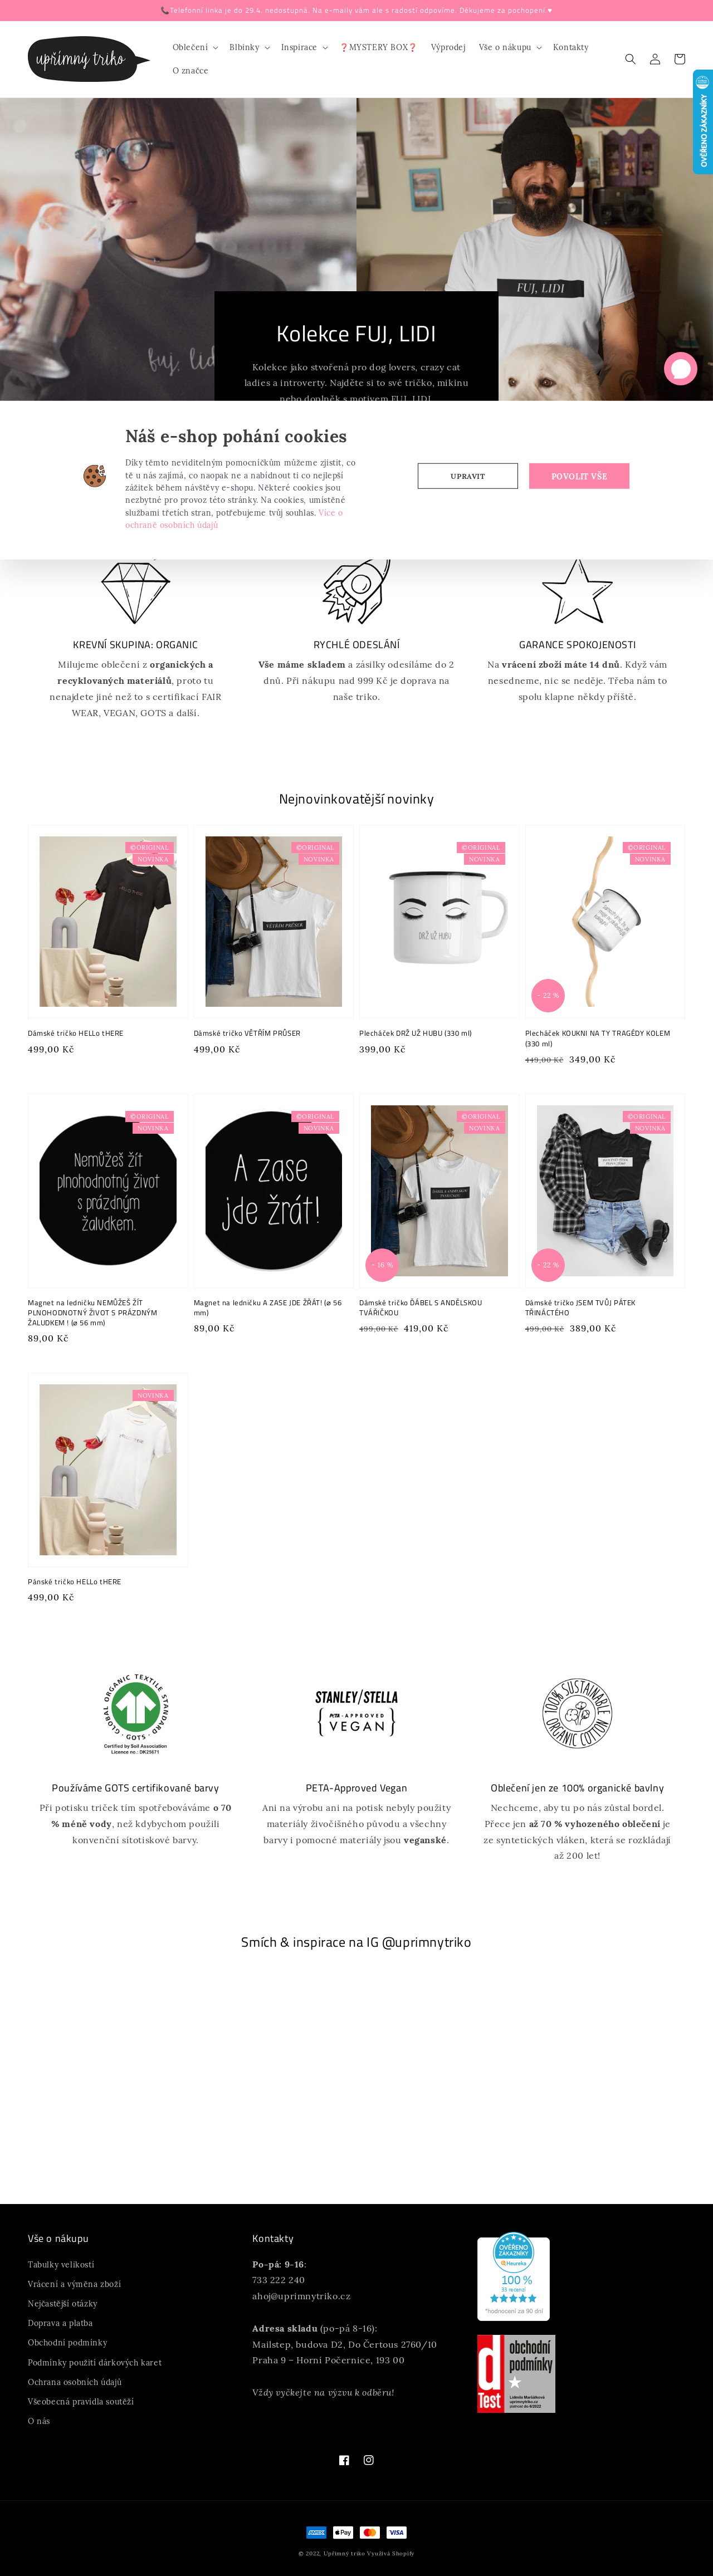 📞Telefonní linka je do 29.4. nedostupná. Na e-maily vám ale s radostí odpovíme. Děkujeme za pochopení.♥
upřímný triko
Oblečení
Blbinky
Inspirace
❓MYSTERY BOX❓
Výprodej
Vše o nákupu
Kontakty
O značce
OVĚŘENO ZÁKAZNÍKY
fuj, lidi
FUJ, LIDI
Kolekce FUJ, LIDI
Kolekce jako stvořená pro dog lovers, crazy cat
ladies a introverty. Najděte si to své tričko, mikinu
nebo doplněk s motivem FUJ, LIDI.
Náš e-shop pohání cookies
Díky těmto neviditelným pomocníčkům můžeme zjistit, co
tě u nás zajímá, co naopak ne a nabídnout ti co nejlepší
zážitek během návštěvy e-shopu. Některé cookies jsou
nezbytné pro provoz této stránky. Na cookies, umístěné
službami třetích stran, potřebujeme tvůj souhlas. Více o
ochraně osobních údajů
UPRAVIT
POVOLIT VŠE
KREVNÍ SKUPINA: ORGANIC
Milujeme oblečení z organických a
recyklovaných materiálů, proto tu
nenajdete jiné než to s certifikací FAIR
WEAR, VEGAN, GOTS a další.
RYCHLÉ ODESLÁNÍ
Vše máme skladem a zásilky odesíláme do 2
dnů. Při nákupu nad 999 Kč je doprava na
naše triko.
GARANCE SPOKOJENOSTI
Na vrácení zboží máte 14 dnů. Když vám
nesedneme, nic se neděje. Třeba nám to
spolu klapne někdy příště.
Nejnovinkovatější novinky
©ORIGINAL
NOVINKA
Dámské tričko HELLo tHERE
499,00 Kč
©ORIGINAL
NOVINKA
VĚTŘÍM PRŮSER
Dámské tričko VĚTŘÍM PRŮSER
499,00 Kč
©ORIGINAL
NOVINKA
DRŽ UŽ HUBU
Plecháček DRŽ UŽ HUBU (330 ml)
399,00 Kč
©ORIGINAL
NOVINKA
- 22 %
Plecháček KOUKNI NA TY TRAGÉDY KOLEM
(330 ml)
449,00 Kč 349,00 Kč
©ORIGINAL
NOVINKA
Nemůžeš žít
plnohodnotný život
s prázdným
žaludkem.
Magnet na ledničku NEMŮŽEŠ ŽÍT
PLNOHODNOTNÝ ŽIVOT S PRÁZDNÝM
ŽALUDKEM ! (ø 56 mm)
89,00 Kč
©ORIGINAL
NOVINKA
A zase
jde žrát!
Magnet na ledničku A ZASE JDE ŽŘÁT! (ø 56
mm)
89,00 Kč
©ORIGINAL
NOVINKA
- 16 %
Dámské tričko ĎÁBEL S ANDĚLSKOU
TVÁŘIČKOU
499,00 Kč 419,00 Kč
©ORIGINAL
NOVINKA
- 22 %
Dámské tričko JSEM TVŮJ PÁTEK
TŘINÁCTÉHO
499,00 Kč 389,00 Kč
NOVINKA
Pánské tričko HELLo tHERE
499,00 Kč
GLOBAL ORGANIC TEXTILE STANDARD
· GOTS ·
Certified by Soil Association
Licence no.: DK25671
STANLEY/STELLA
PETA-APPROVED
VEGAN
100% SUSTAINABLE
ORGANIC COTTON
Používáme GOTS certifikované barvy
Při potisku triček tím spotřebováváme o 70
% méně vody, než kdybychom použili
konvenční sítotiskové barvy.
PETA-Approved Vegan
Ani na výrobu ani na potisk nebyly použity
materiály živočišného původu a všechny
barvy i pomocné materiály jsou veganské.
Oblečení jen ze 100% organické bavlny
Nechceme, aby tu po nás zůstal bordel.
Přece jen až 70 % vyhozeného oblečení je
ze syntetických vláken, která se rozkládají
až 200 let!
Smích & inspirace na IG @uprimnytriko
Vše o nákupu
Tabulky velikostí
Vrácení a výměna zboží
Nejčastější otázky
Doprava a platba
Obchodní podmínky
Podmínky použití dárkových karet
Ochrana osobních údajů
Všeobecná pravidla soutěží
O nás
Kontakty
Po-pá: 9-16:
733 222 240
ahoj@uprimnytriko.cz
Adresa skladu (po-pá 8-16):
Mailstep, budova D2, Do Čertous 2760/10
Praha 9 – Horní Počernice, 193 00
Vždy vyčkejte na výzvu k odběru!
OVĚŘENO
ZÁKAZNÍKY
Heureka
100 %
33 recenzí
*hodnocení za 90 dní
dTest
obchodní
podmínky
© 2022, Upřímný triko Využívá Shopify